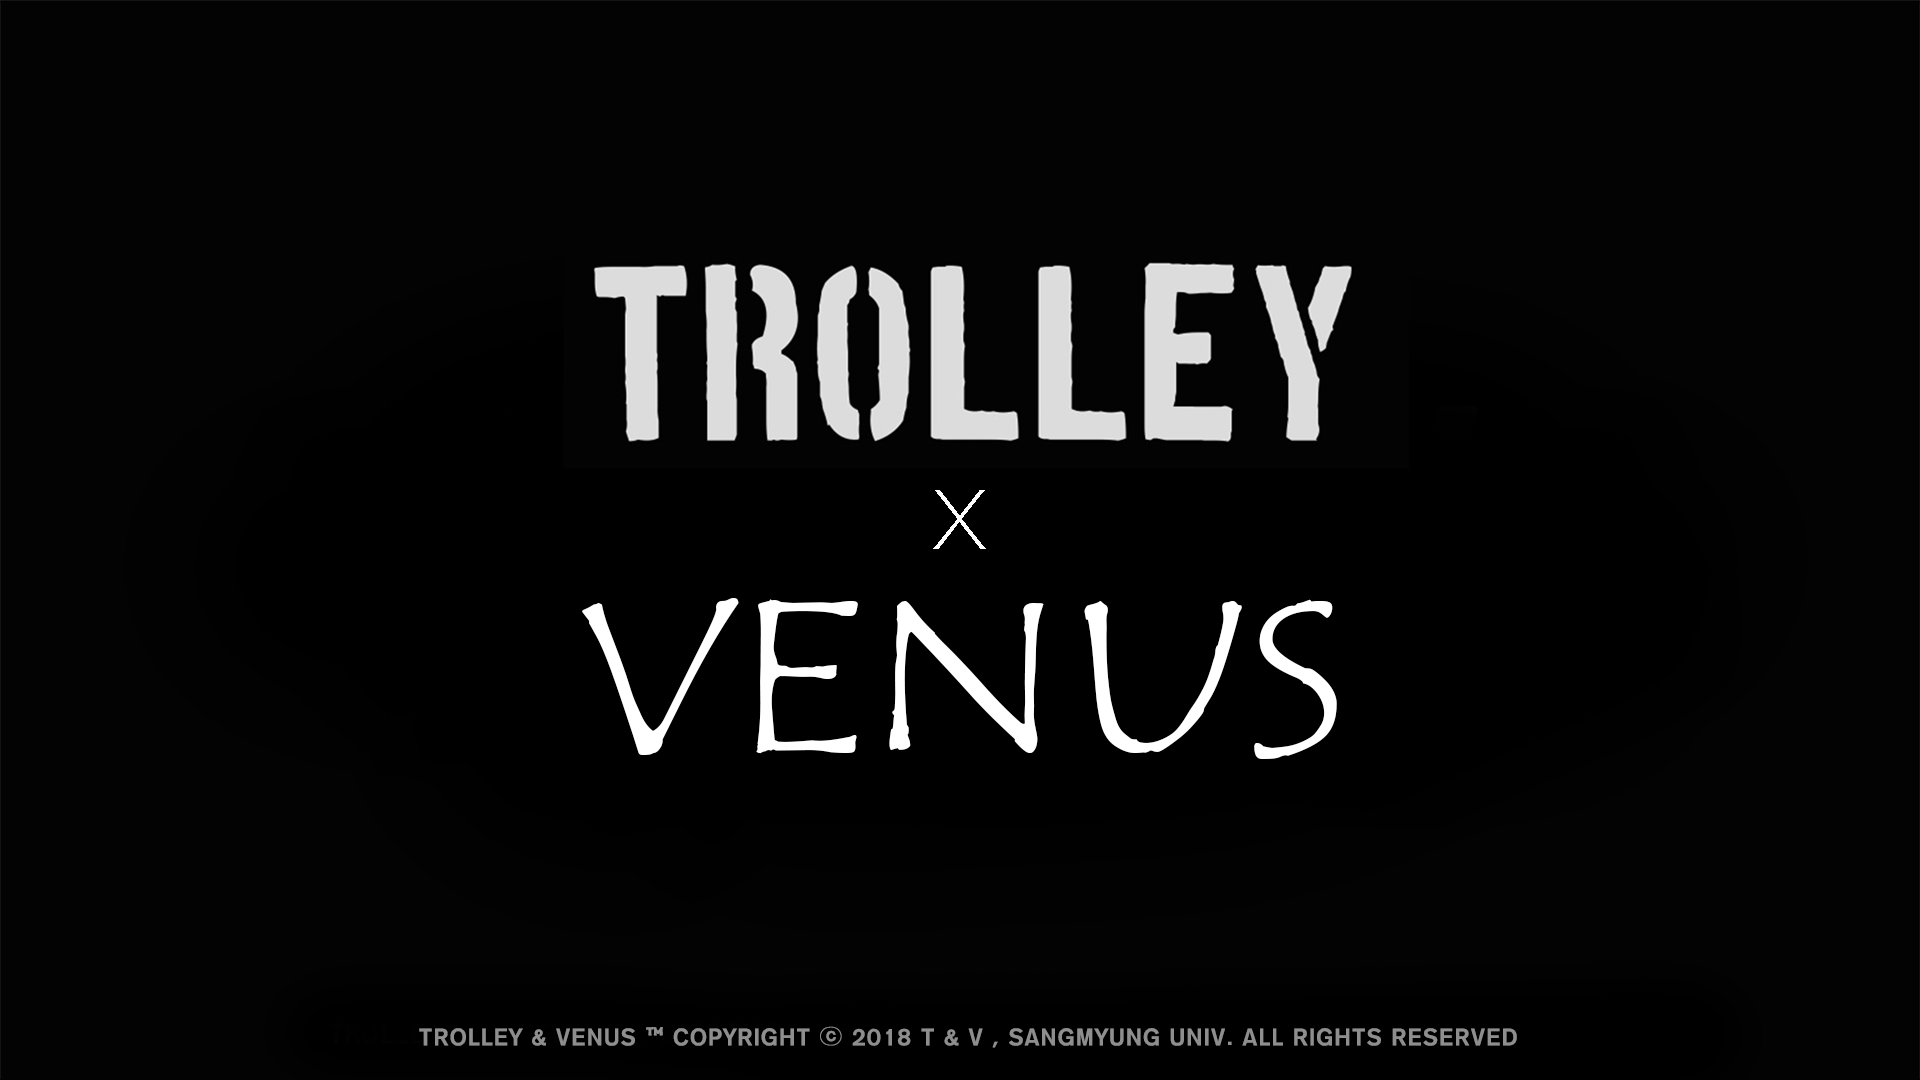 TROLLEY
X
VENUS
TROLLEY & VENUS ™ COPYRIGHT ⓒ 2018 T & V , SANGMYUNG UNIV. ALL RIGHTS RESERVED